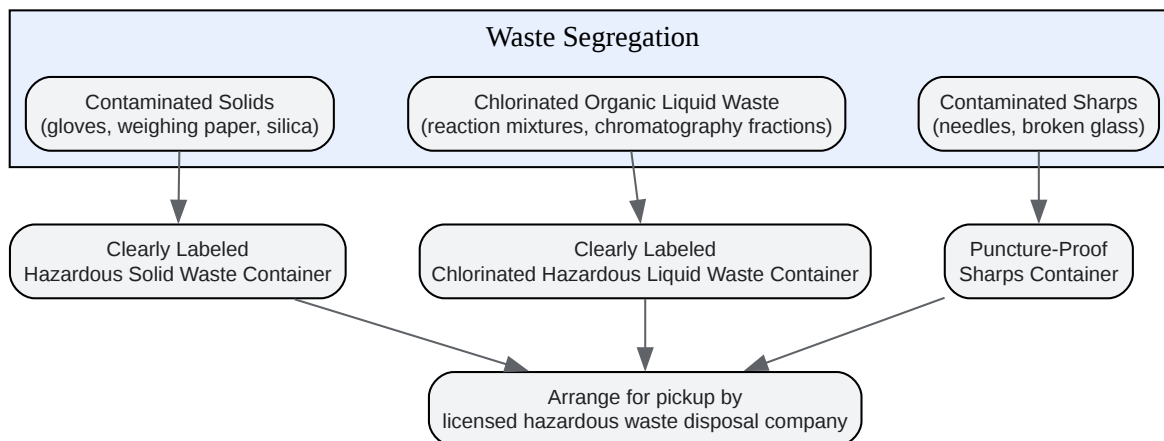 Waste Segregation
Contaminated Solids
(gloves, weighing paper, silica)
Chlorinated Organic Liquid Waste
(reaction mixtures, chromatography fractions)
Contaminated Sharps
(needles, broken glass)
Clearly Labeled
Hazardous Solid Waste Container
Clearly Labeled
Chlorinated Hazardous Liquid Waste Container
Puncture-Proof
Sharps Container
Arrange for pickup by
licensed hazardous waste disposal company